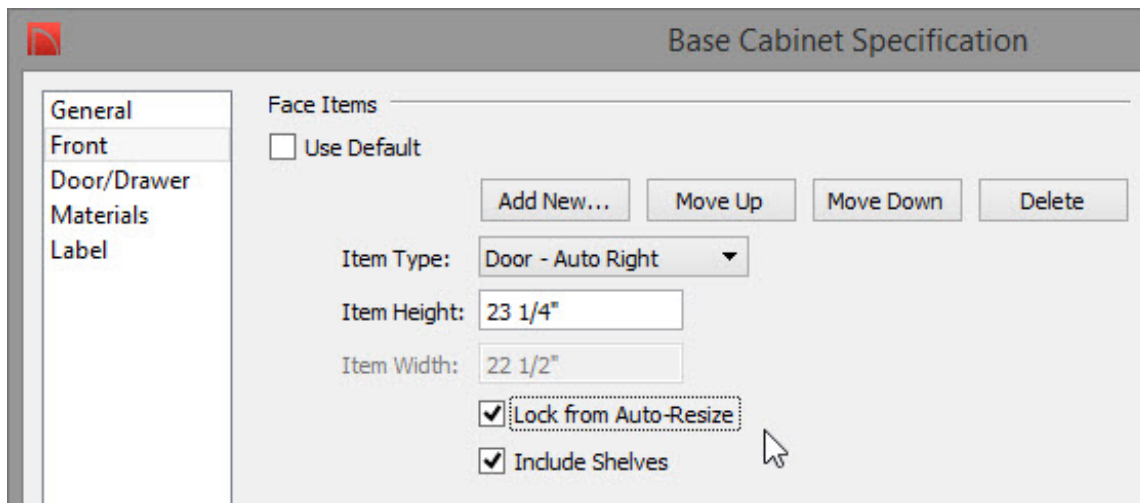 Base Cabinet Specification
General
Front
Door/Drawer
Materials
Label
Face Items
Use Default
Add New... Move Up Move Down Delete
Item Type: Door - Auto Right
Item Height: 23 1/4"
Item Width: 22 1/2"
Lock from Auto-Resize
Include Shelves